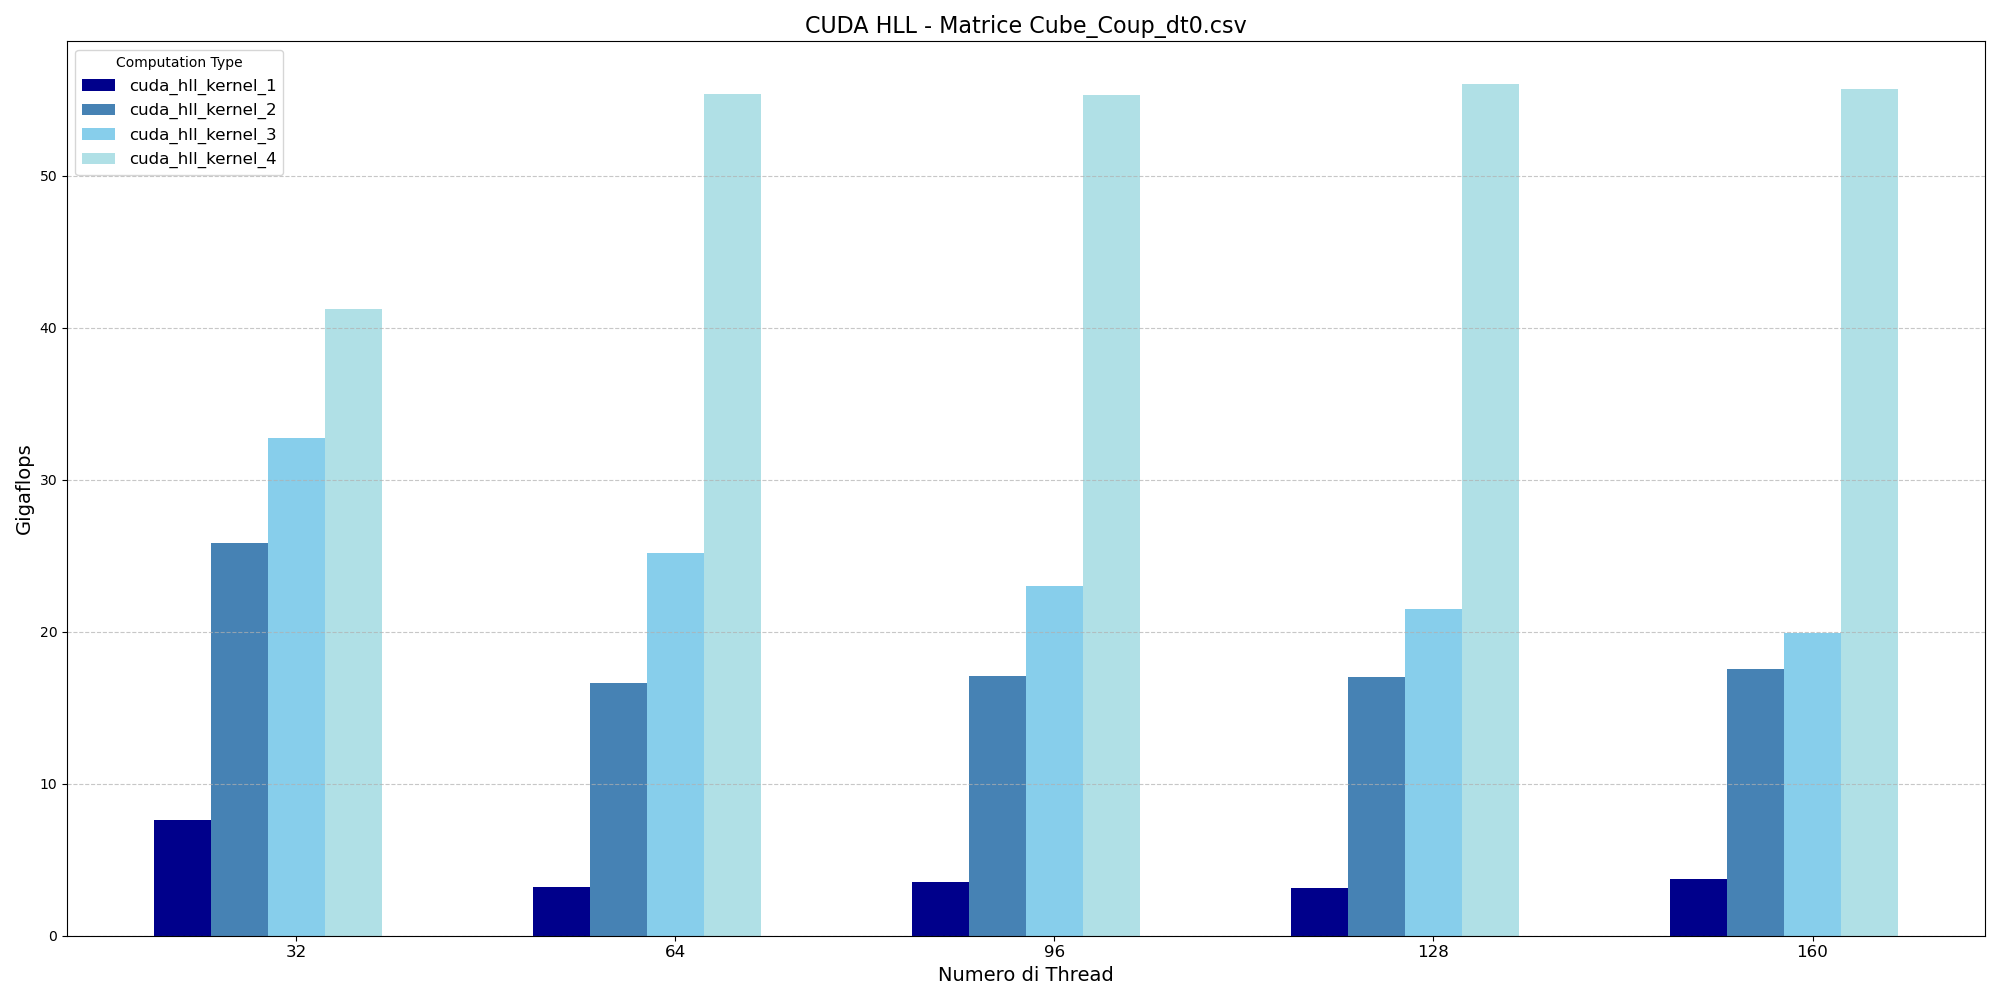 CUDA HLL - Matrice Cube_Coup_dt0.csv
Computation Type
cuda_hll_kernel_1
cuda_hll_kernel_2
cuda_hll_kernel_3
cuda_hll_kernel_4
Gigaflops
50
40
30
20
10
0
32 64 96 128 160
Numero di Thread